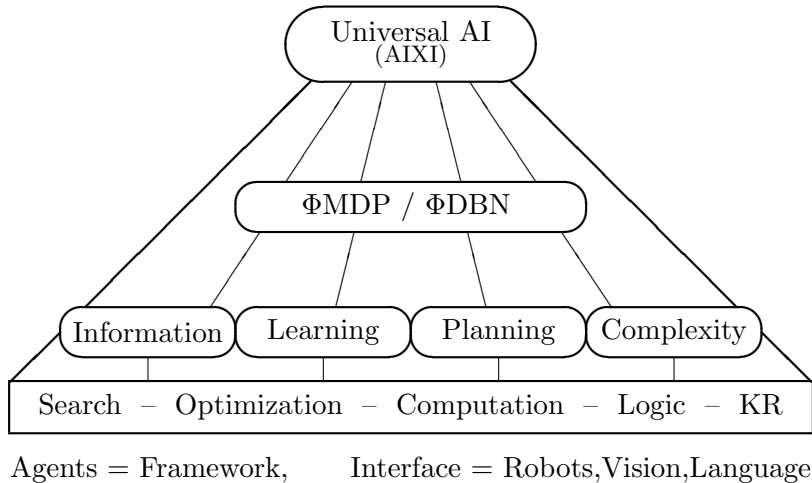 Universal AI
(AIXI)
ΦMDP / ΦDBN
Information Learning Planning Complexity
Search – Optimization – Computation – Logic – KR
Agents = Framework, Interface = Robots,Vision,Language